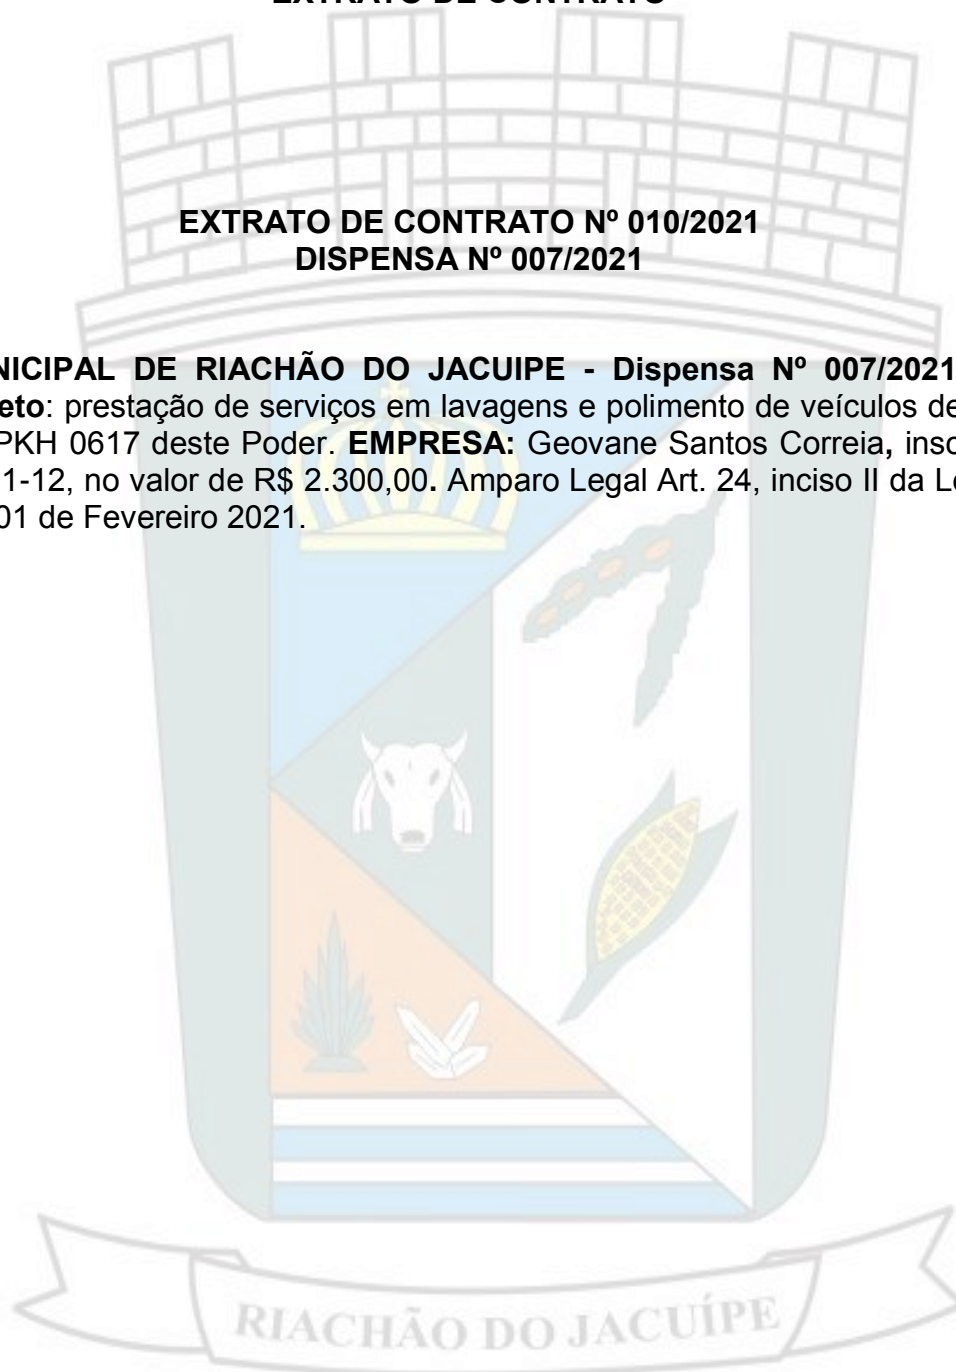 EXTRATO DE CONTRATO
EXTRATO DE CONTRATO Nº 010/2021
DISPENSA Nº 007/2021
NICIPAL DE RIACHÃO DO JACUIPE - Dispensa Nº 007/2021
eto: prestação de serviços em lavagens e polimento de veículos de
PKH 0617 deste Poder. EMPRESA: Geovane Santos Correia, insc
1-12, no valor de R$ 2.300,00. Amparo Legal Art. 24, inciso II da Le
01 de Fevereiro 2021.
RIACHÃO DO JACUÍPE